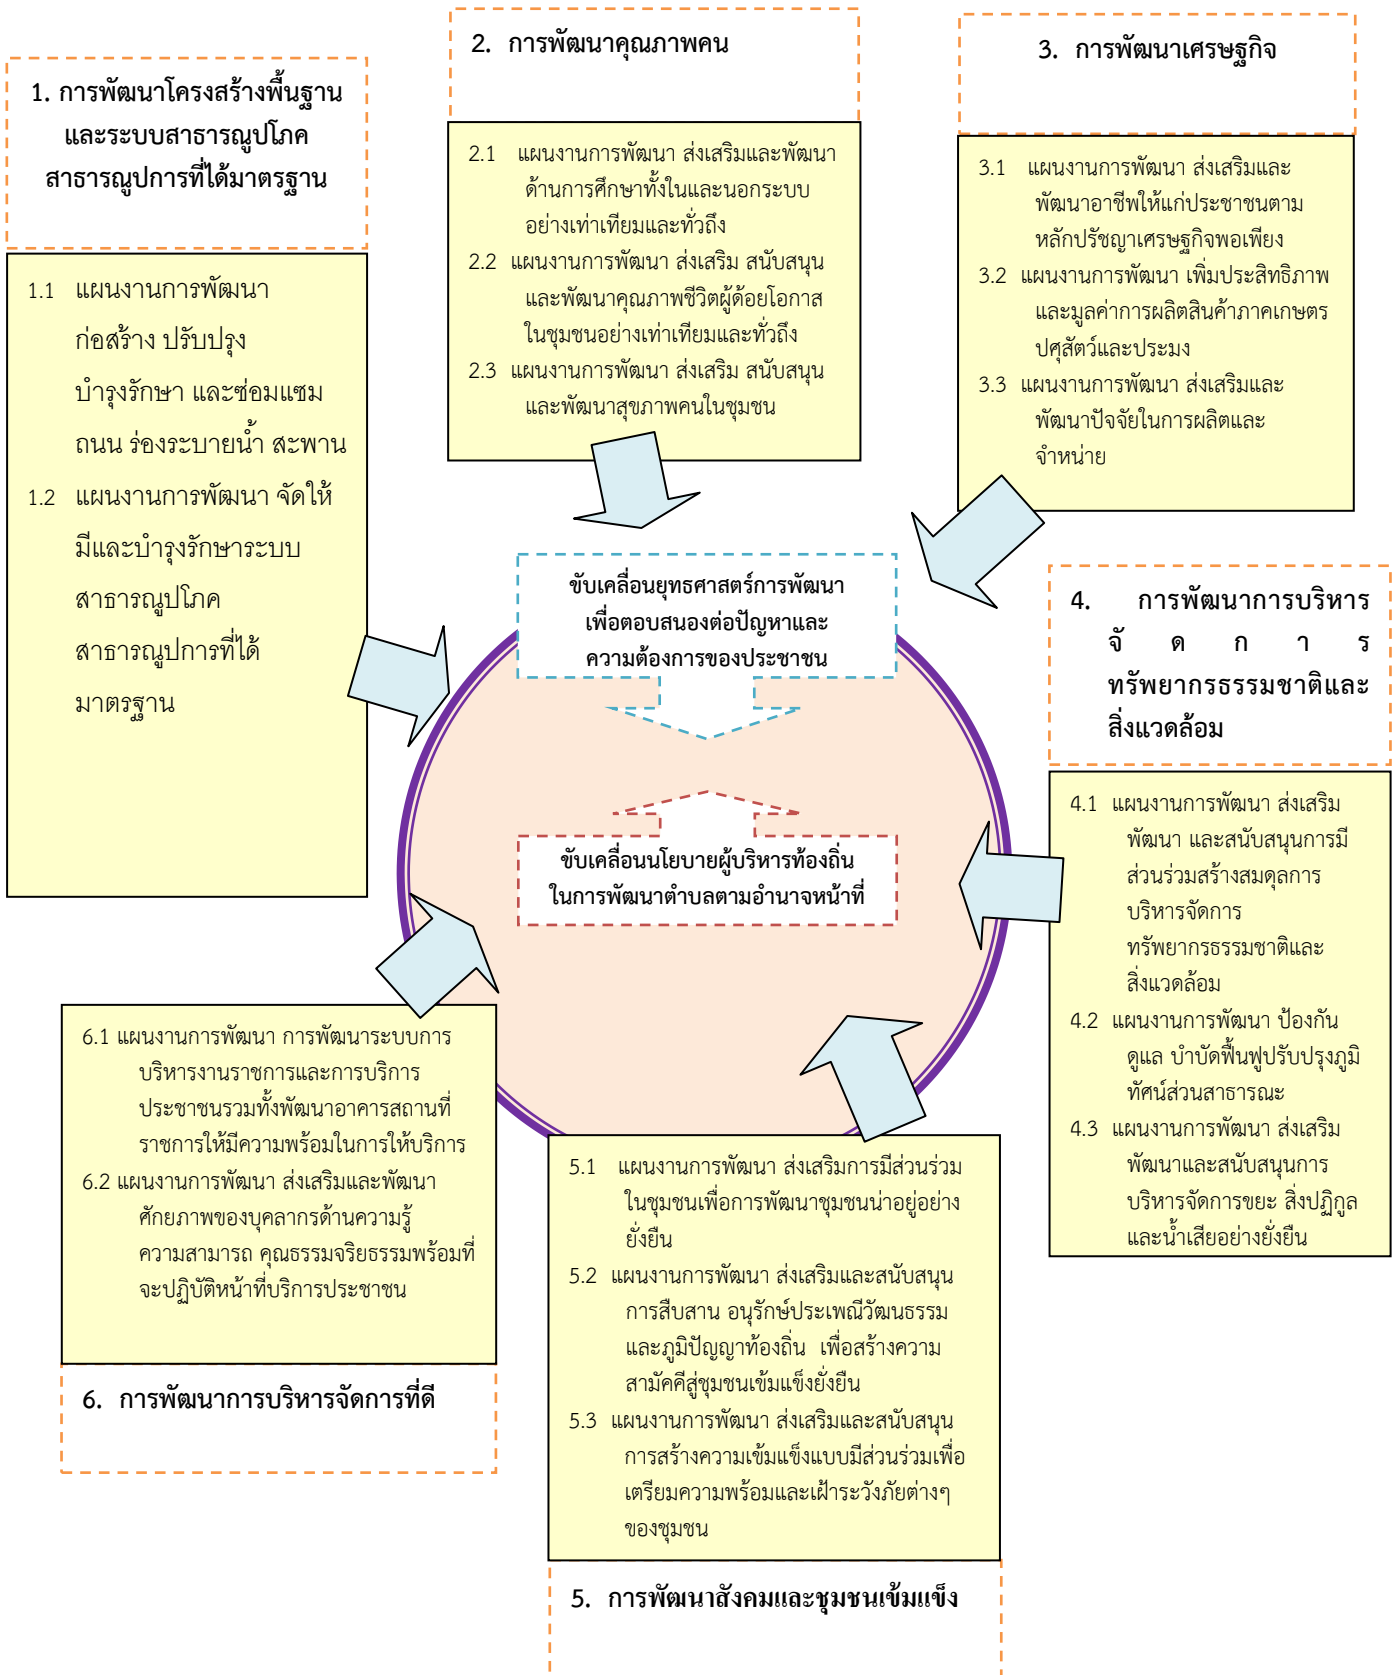 1. การพัฒนาโครงสร้างพื้นฐาน
และระบบสาธารณูปโภค
สาธารณูปการที่ได้มาตรฐาน
1.1 แผนงานการพัฒนา
ก่อสร้าง ปรับปรุง
บำรุงรักษา และซ่อมแซม
ถนน ร่องระบายน้ำ สะพาน
1.2 แผนงานการพัฒนา จัดให้
มีและบำรุงรักษาระบบ
สาธารณูปโภค
สาธารณูปการที่ได้
มาตรฐาน
2. การพัฒนาคุณภาพคน
2.1 แผนงานการพัฒนา ส่งเสริมและพัฒนา
ด้านการศึกษาทั้งในและนอกระบบ
อย่างเท่าเทียมและทั่วถึง
2.2 แผนงานการพัฒนา ส่งเสริม สนับสนุน
และพัฒนาคุณภาพชีวิตผู้ด้อยโอกาส
ในชุมชนอย่างเท่าเทียมและทั่วถึง
2.3 แผนงานการพัฒนา ส่งเสริม สนับสนุน
และพัฒนาสุขภาพคนในชุมชน
3. การพัฒนาเศรษฐกิจ
3.1 แผนงานการพัฒนา ส่งเสริมและ
พัฒนาอาชีพให้แก่ประชาชนตาม
หลักปรัชญาเศรษฐกิจพอเพียง
3.2 แผนงานการพัฒนา เพิ่มประสิทธิภาพ
และมูลค่าการผลิตสินค้าภาคเกษตร
ปศุสัตว์และประมง
3.3 แผนงานการพัฒนา ส่งเสริมและ
พัฒนาปัจจัยในการผลิตและ
จำหน่าย
ขับเคลื่อนยุทธศาสตร์การพัฒนา
เพื่อตอบสนองต่อปัญหาและ
ความต้องการของประชาชน
ขับเคลื่อนนโยบายผู้บริหารท้องถิ่น
ในการพัฒนาตำบลตามอำนาจหน้าที่
4. การพัฒนาการบริหาร
จัดการ
ทรัพยากรธรรมชาติและ
สิ่งแวดล้อม
4.1 แผนงานการพัฒนา ส่งเสริม
พัฒนา และสนับสนุนการมี
ส่วนร่วมสร้างสมดุลการ
บริหารจัดการ
ทรัพยากรธรรมชาติและ
สิ่งแวดล้อม
4.2 แผนงานการพัฒนา ป้องกัน
ดูแล บำบัดฟื้นฟูปรับปรุงภูมิ
ทัศน์ส่วนสาธารณะ
4.3 แผนงานการพัฒนา ส่งเสริม
พัฒนาและสนับสนุนการ
บริหารจัดการขยะ สิ่งปฏิกูล
และน้ำเสียอย่างยั่งยืน
6.1 แผนงานการพัฒนา การพัฒนาระบบการ
บริหารงานราชการและการบริการ
ประชาชนรวมทั้งพัฒนาอาคารสถานที่
ราชการให้มีความพร้อมในการให้บริการ
6.2 แผนงานการพัฒนา ส่งเสริมและพัฒนา
ศักยภาพของบุคลากรด้านความรู้
ความสามารถ คุณธรรมจริยธรรมพร้อมที่
จะปฏิบัติหน้าที่บริการประชาชน
6. การพัฒนาการบริหารจัดการที่ดี
5.1 แผนงานการพัฒนา ส่งเสริมการมีส่วนร่วม
ในชุมชนเพื่อการพัฒนาชุมชนน่าอยู่อย่าง
ยั่งยืน
5.2 แผนงานการพัฒนา ส่งเสริมและสนับสนุน
การสืบสาน อนุรักษ์ประเพณีวัฒนธรรม
และภูมิปัญญาท้องถิ่น เพื่อสร้างความ
สามัคคีสู่ชุมชนเข้มแข็งยั่งยืน
5.3 แผนงานการพัฒนา ส่งเสริมและสนับสนุน
การสร้างความเข้มแข็งแบบมีส่วนร่วมเพื่อ
เตรียมความพร้อมและเฝ้าระวังภัยต่างๆ
ของชุมชน
5. การพัฒนาสังคมและชุมชนเข้มแข็ง